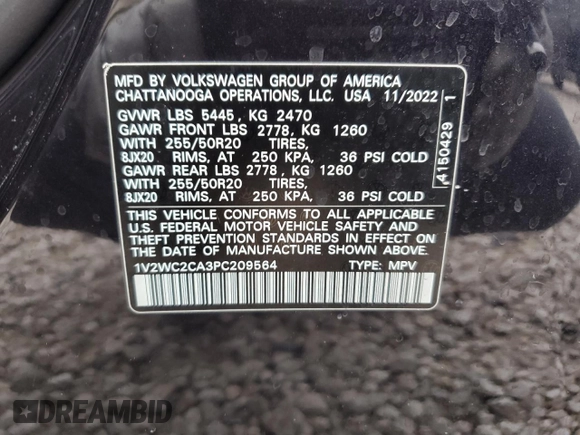 MFD BY VOLKSWAGEN GROUP OF AMERICA
CHATTANOOGA OPERATIONS, LLC. USA 11/2022
GVWR LBS 5445, KG 2470
GAWR FRONT LBS 2778, KG 1260
WITH 255/50R20 TIRES,
8JX20 RIMS, AT 250 KPA, 36 PSI COLD
GAWR REAR LBS 2778, KG 1260
WITH 255/50R20 TIRES,
8JX20 RIMS, AT 250 KPA, 36 PSI COLD
THIS VEHICLE CONFORMS TO ALL APPLICABLE
U.S. FEDERAL MOTOR VEHICLE SAFETY AND
THEFT PREVENTION STANDARDS IN EFFECT ON
THE DATE OF MANUFACTURE SHOWN ABOVE.
1V2WC2CA3PC209564 TYPE: MPV
4150429 1
DREAMBID